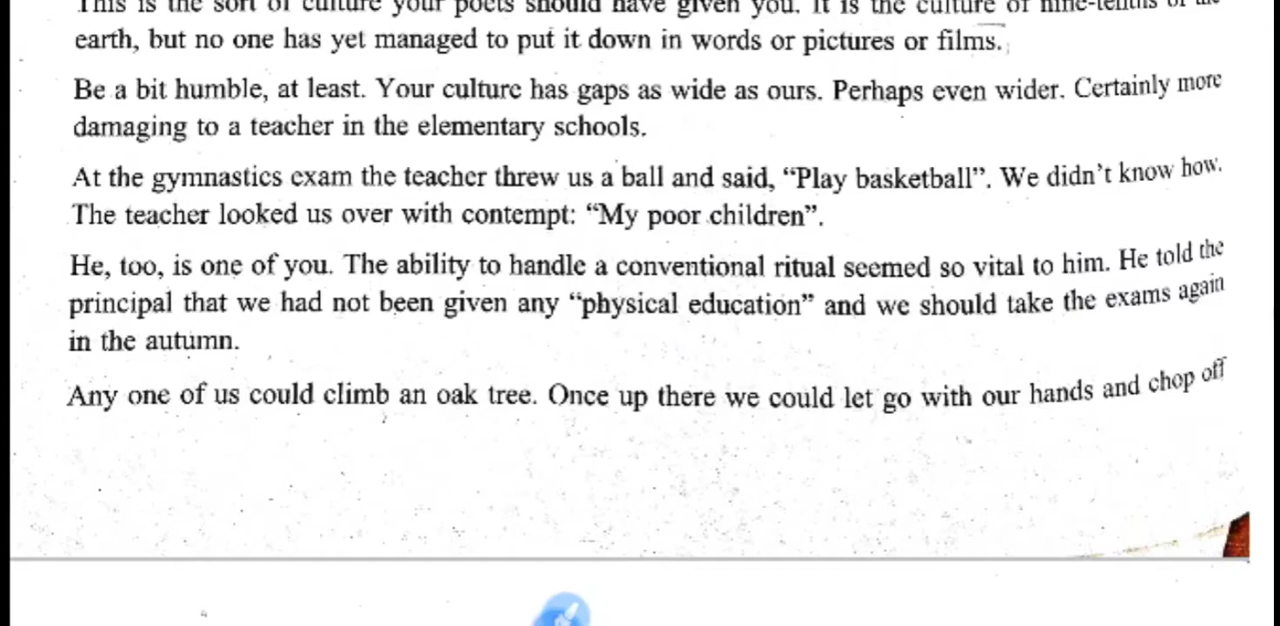 This is the sort of culture your poets should have given you. It is the culture of nine-tenths of the
earth, but no one has yet managed to put it down in words or pictures or films.
Be a bit humble, at least. Your culture has gaps as wide as ours. Perhaps even wider. Certainly more
damaging to a teacher in the elementary schools.
At the gymnastics exam the teacher threw us a ball and said, “Play basketball”. We didn’t know how.
The teacher looked us over with contempt: “My poor children”.
He, too, is one of you. The ability to handle a conventional ritual seemed so vital to him. He told the
principal that we had not been given any “physical education” and we should take the exams again
in the autumn.
Any one of us could climb an oak tree. Once up there we could let go with our hands and chop off